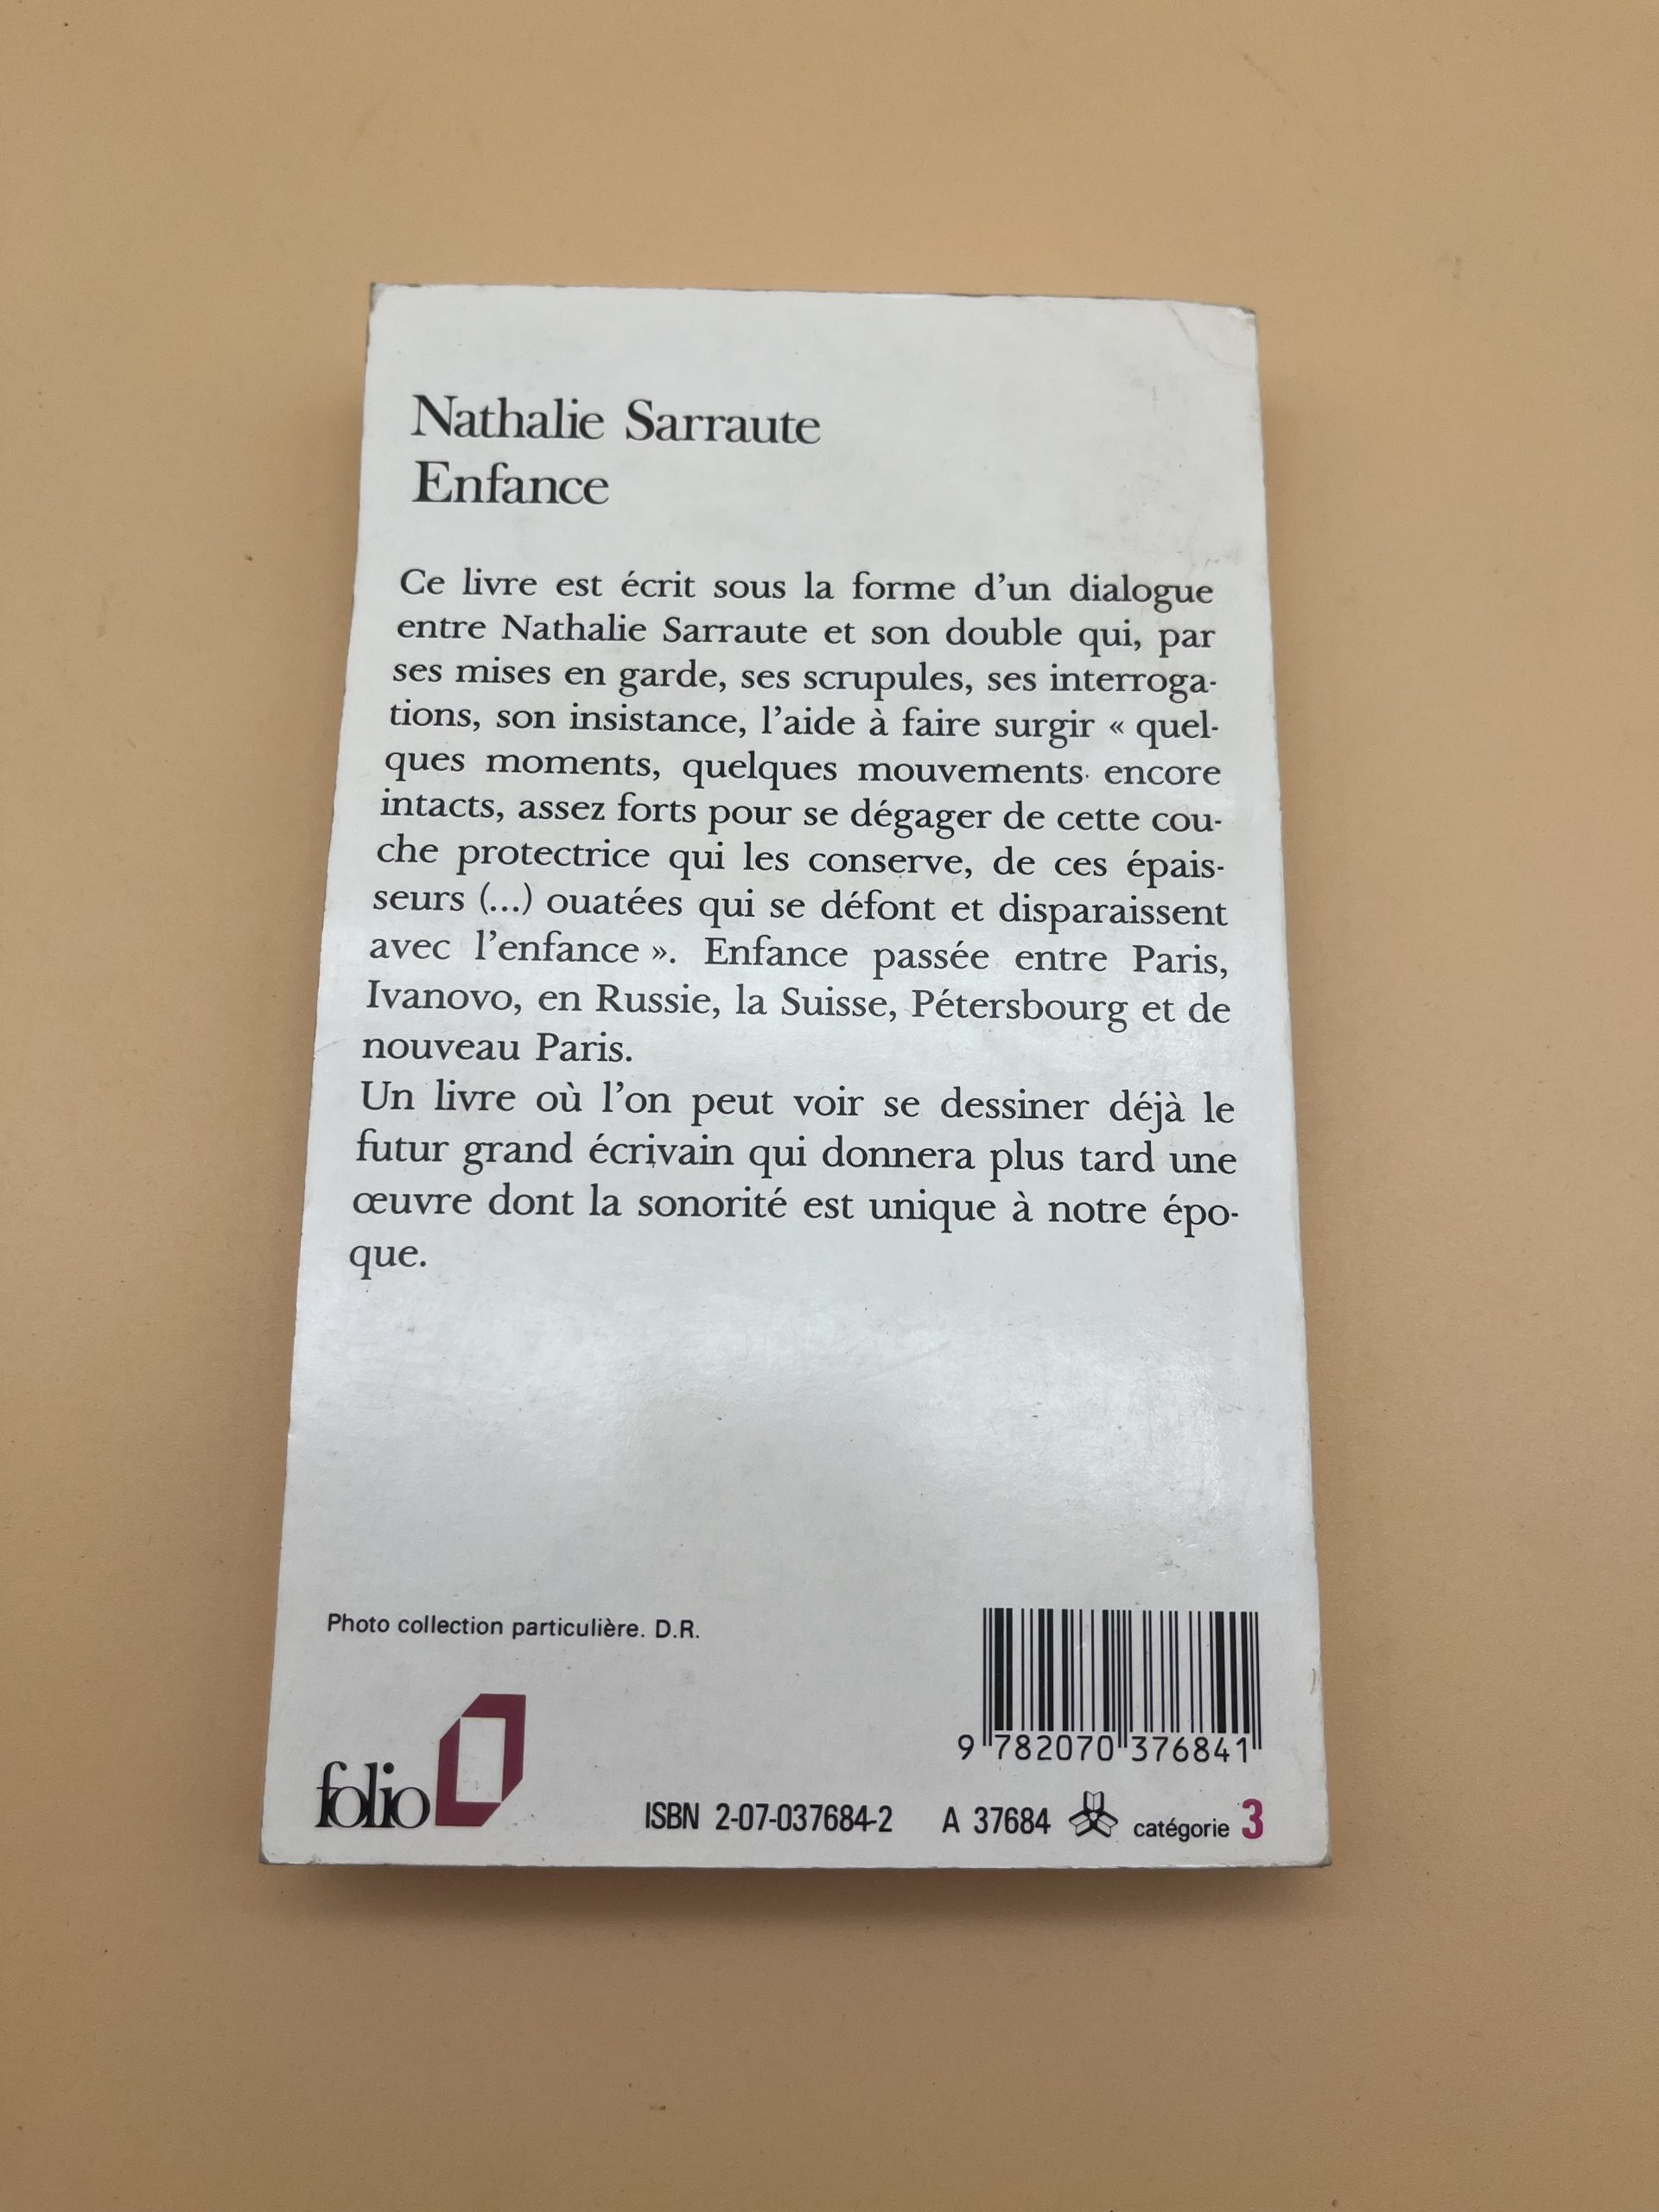 Nathalie Sarraute
Enfance
Ce livre est écrit sous la forme d’un dialogue
entre Nathalie Sarraute et son double qui, par
ses mises en garde, ses scrupules, ses interroga-
tions, son insistance, l’aide à faire surgir « quel-
ques moments, quelques mouvements encore
intacts, assez forts pour se dégager de cette cou-
che protectrice qui les conserve, de ces épais-
seurs (...) ouatées qui se défont et disparaissent
avec l’enfance ». Enfance passée entre Paris,
Ivanovo, en Russie, la Suisse, Pétersbourg et de
nouveau Paris.
Un livre où l’on peut voir se dessiner déjà le
futur grand écrivain qui donnera plus tard une
œuvre dont la sonorité est unique à notre épo-
que.
Photo collection particulière. D.R.
9 782070 376841
folio
ISBN 2-07-037684-2 A 37684 catégorie 3